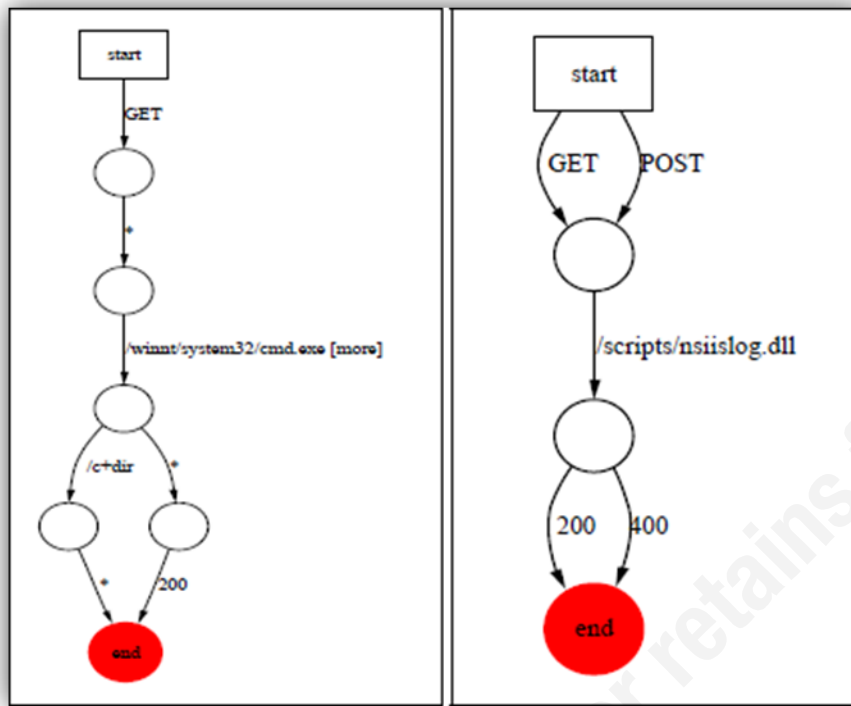 start
GET
*
/winnt/system32/cmd.exe [more]
/c+dir
*
*
200
end
start
GET
POST
/scripts/nsiislog.dll
200
400
end
r retains